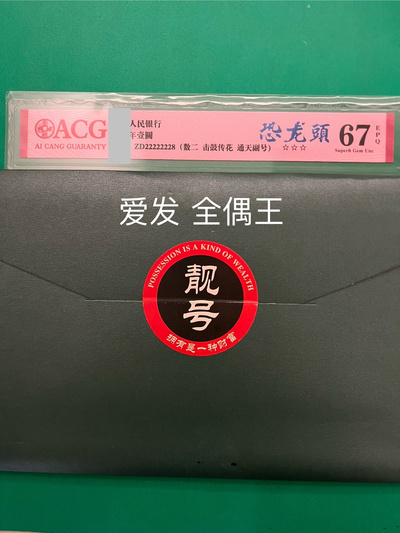 ACG
AI CANG GUARANTY
人民银行
年壹圆
ZD22222228(数二 击鼓传花 通天副号)
恐龙頭
☆☆☆
67
EPQ
Superb Gem Unc
爱发 全偶王
POSSESSION IS A KIND OF WEALTH
靓号
拥有是一种财富